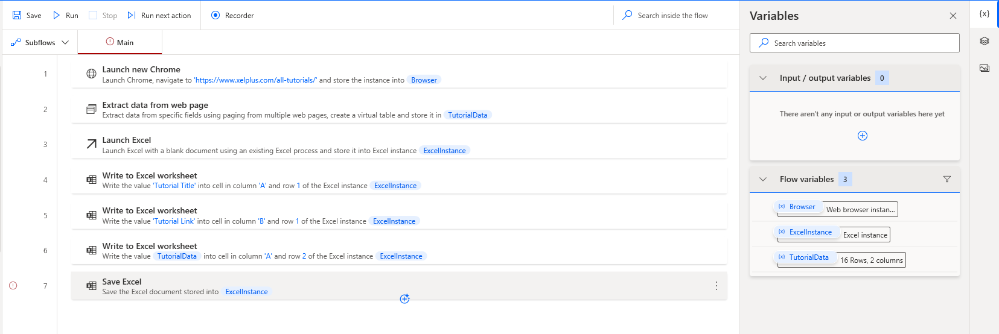 Save Run Stop Run next action Recorder Search inside the flow
Subflows Main
1 Launch new Chrome
Launch Chrome, navigate to 'https://www.xelplus.com/all-tutorials/' and store the instance into Browser
2 Extract data from web page
Extract data from specific fields using paging from multiple web pages, create a virtual table and store it in TutorialData
3 Launch Excel
Launch Excel with a blank document using an existing Excel process and store it into Excel instance ExcelInstance
4 Write to Excel worksheet
Write the value 'Tutorial Title' into cell in column 'A' and row 1 of the Excel instance ExcelInstance
5 Write to Excel worksheet
Write the value 'Tutorial Link' into cell in column 'B' and row 1 of the Excel instance ExcelInstance
6 Write to Excel worksheet
Write the value TutorialData into cell in column 'A' and row 2 of the Excel instance ExcelInstance
7 Save Excel
Save the Excel document stored into ExcelInstance
Variables
{x}
Search variables
Input / output variables 0
There aren't any input or output variables here yet
Flow variables 3
(x) Browser Web browser instan...
(x) ExcelInstance Excel instance
(x) TutorialData 16 Rows, 2 columns